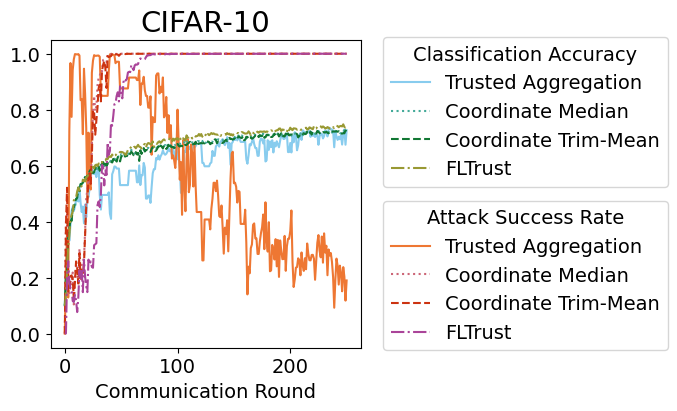 CIFAR-10
1.0
0.8
0.6
0.4
0.2
0.0
0
100
200
Communication Round
Classification Accuracy
Trusted Aggregation
Coordinate Median
Coordinate Trim-Mean
FLTrust
Attack Success Rate
Trusted Aggregation
Coordinate Median
Coordinate Trim-Mean
FLTrust